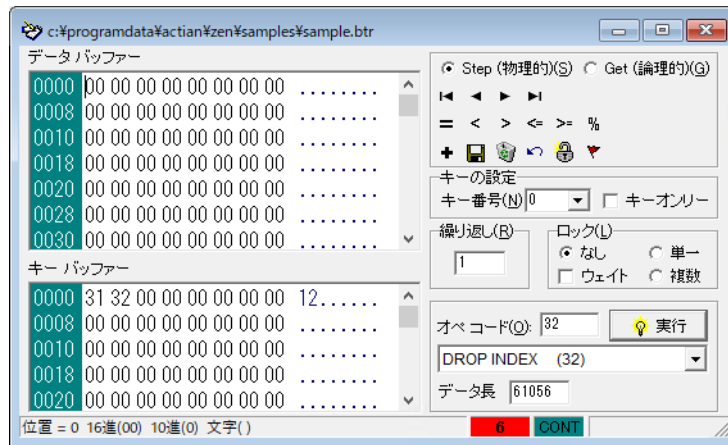 c:¥programdata¥actian¥zen¥samples¥sample.btr
データ バッファー
0000 00 00 00 00 00 00 00 00 ........
0008 00 00 00 00 00 00 00 00 ........
0010 00 00 00 00 00 00 00 00 ........
0018 00 00 00 00 00 00 00 00 ........
0020 00 00 00 00 00 00 00 00 ........
0028 00 00 00 00 00 00 00 00 ........
0030 00 00 00 00 00 00 00 00 ........
キー バッファー
0000 31 32 00 00 00 00 00 00 12......
0008 00 00 00 00 00 00 00 00 ........
0010 00 00 00 00 00 00 00 00 ........
0018 00 00 00 00 00 00 00 00 ........
0020 00 00 00 00 00 00 00 00 ........
Step (物理的)(S) Get (論理的)(G)
= < > <= >= %
キーの設定
キー番号(N) 0 キーオンリー
繰り返し(R)
1
ロック(L)
なし 単一
ウェイト 複数
オペ コード(O): 32 実行
DROP INDEX (32)
データ長 61056
位置 = 0 16進(00) 10進(0) 文字( ) 6 CONT